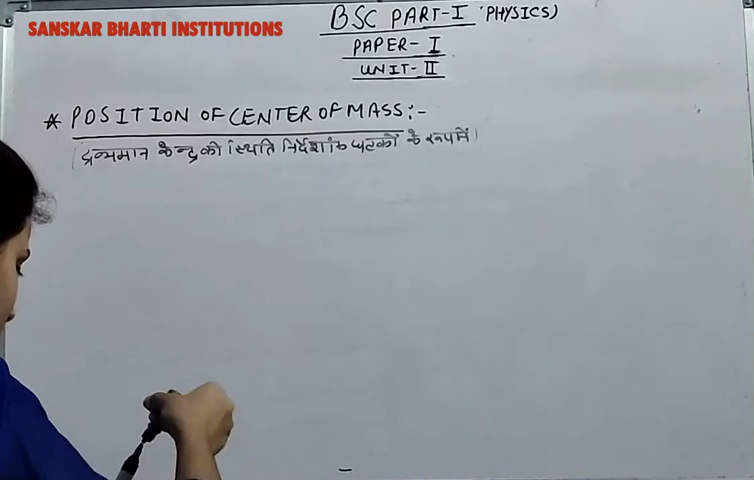 SANSKAR BHARTI INSTITUTIONS
BSC PART-I (PHYSICS)
PAPER-I
UNIT-II
* POSITION OF CENTER OF MASS:-
(द्रव्यमान केन्द्र की स्थिति निर्देशांक घटकों के रूप में)